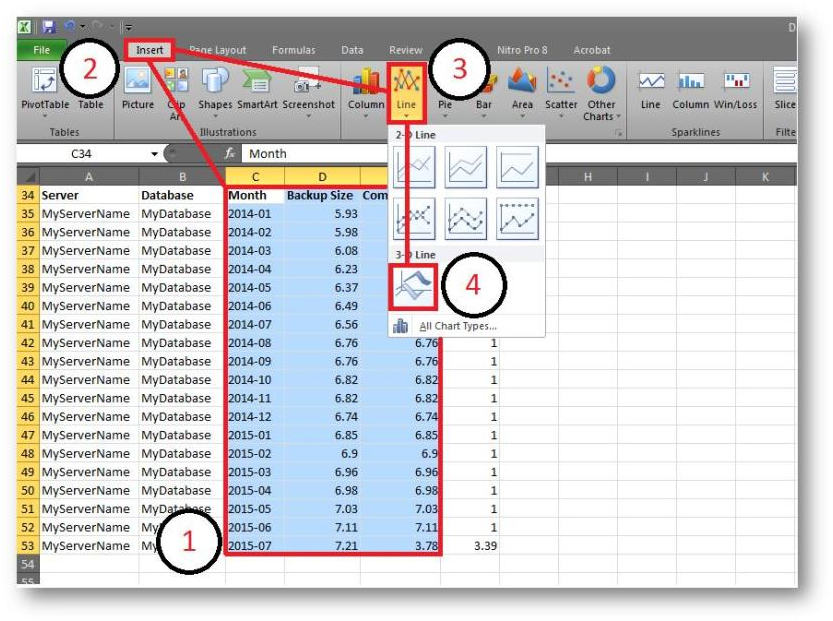 D
File Insert Page Layout Formulas Data Review Nitro Pro 8 Acrobat
2 3
PivotTable Table Picture Clip Art Shapes SmartArt Screenshot Column Line Pie Bar Area Scatter Other Charts Line Column Win/Loss Slice
Tables Illustrations Sparklines Filte
C34 fx Month
2-D Line
A B C D H I J K
34 Server Database Month Backup Size Com
35 MyServerName MyDatabase 2014-01 5.93
36 MyServerName MyDatabase 2014-02 5.98
37 MyServerName MyDatabase 2014-03 6.08
3-D Line
38 MyServerName MyDatabase 2014-04 6.23
39 MyServerName MyDatabase 2014-05 6.37
4
40 MyServerName MyDatabase 2014-06 6.49
41 MyServerName MyDatabase 2014-07 6.56
All Chart Types...
42 MyServerName MyDatabase 2014-08 6.76 6.76 1
43 MyServerName MyDatabase 2014-09 6.76 6.76 1
44 MyServerName MyDatabase 2014-10 6.82 6.82 1
45 MyServerName MyDatabase 2014-11 6.82 6.82 1
46 MyServerName MyDatabase 2014-12 6.74 6.74 1
47 MyServerName MyDatabase 2015-01 6.85 6.85 1
48 MyServerName MyDatabase 2015-02 6.9 6.9 1
49 MyServerName MyDatabase 2015-03 6.96 6.96 1
50 MyServerName MyDatabase 2015-04 6.98 6.98 1
51 MyServerName MyDatabase 2015-05 7.03 7.03 1
52 MyServerName 2015-06 7.11 7.11 1
1
53 MyServerName 2015-07 7.21 3.78 3.39
54
55